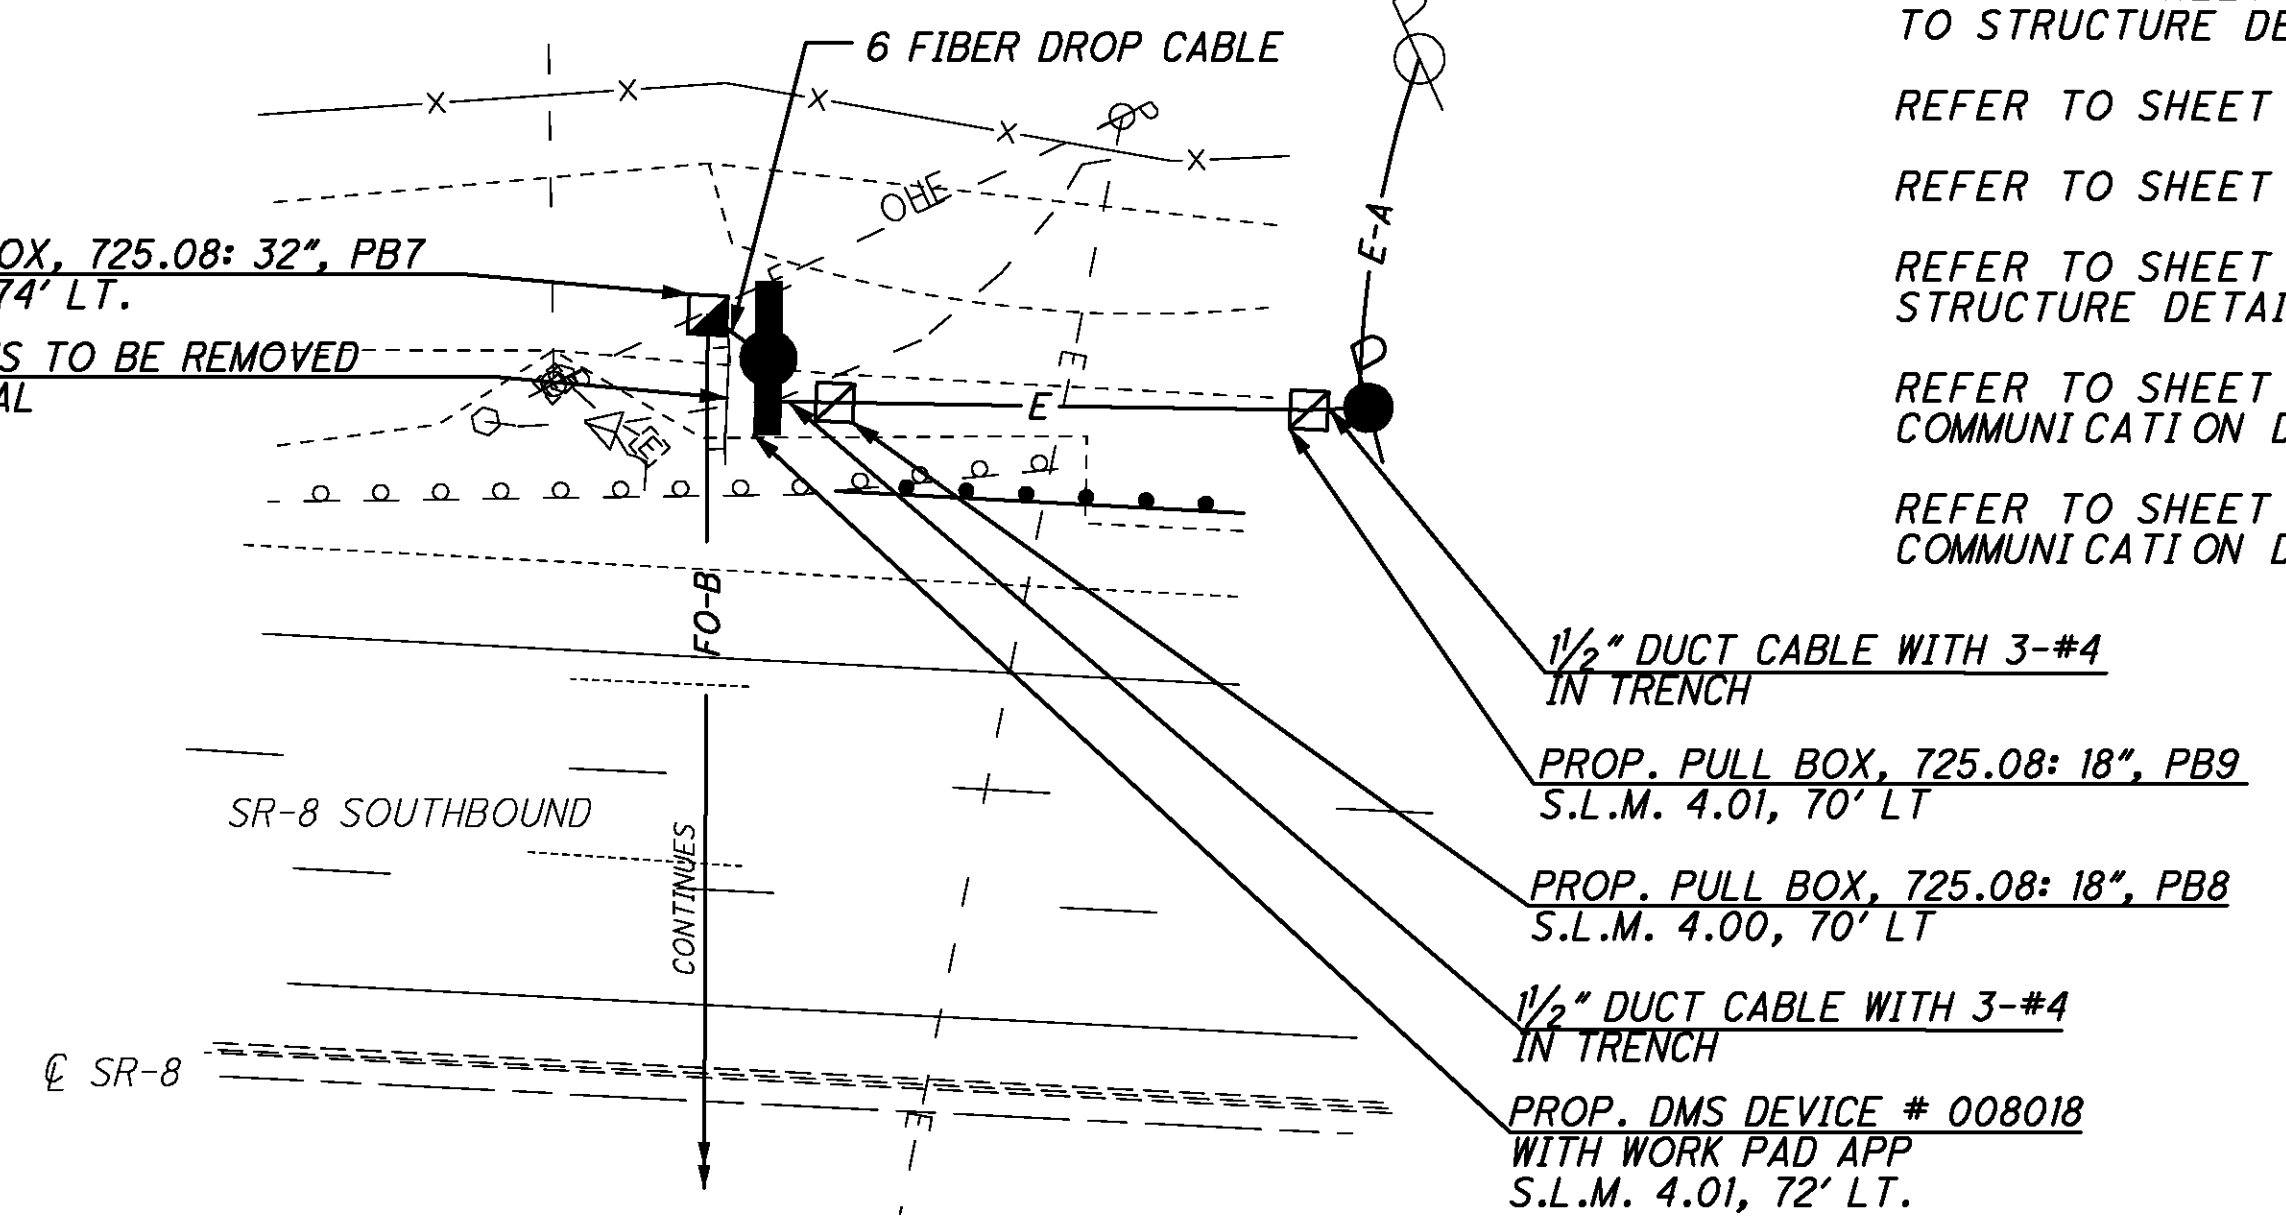 TO STRUCTURE DE
6 FIBER DROP CABLE
REFER TO SHEET
REFER TO SHEET
OHE
E-A
OX, 725.08: 32", PB7
74' LT.
REFER TO SHEET
STRUCTURE DETAI
S TO BE REMOVED
AL
E
E
E
REFER TO SHEET
COMMUNICATION D
REFER TO SHEET
COMMUNICATION D
FO-B
1½" DUCT CABLE WITH 3-#4
IN TRENCH
PROP. PULL BOX, 725.08: 18", PB9
S.L.M. 4.01, 70' LT
SR-8 SOUTHBOUND
CONTINUES
PROP. PULL BOX, 725.08: 18", PB8
S.L.M. 4.00, 70' LT
1½" DUCT CABLE WITH 3-#4
IN TRENCH
℄ SR-8
E
PROP. DMS DEVICE # 008018
WITH WORK PAD APP
S.L.M. 4.01, 72' LT.